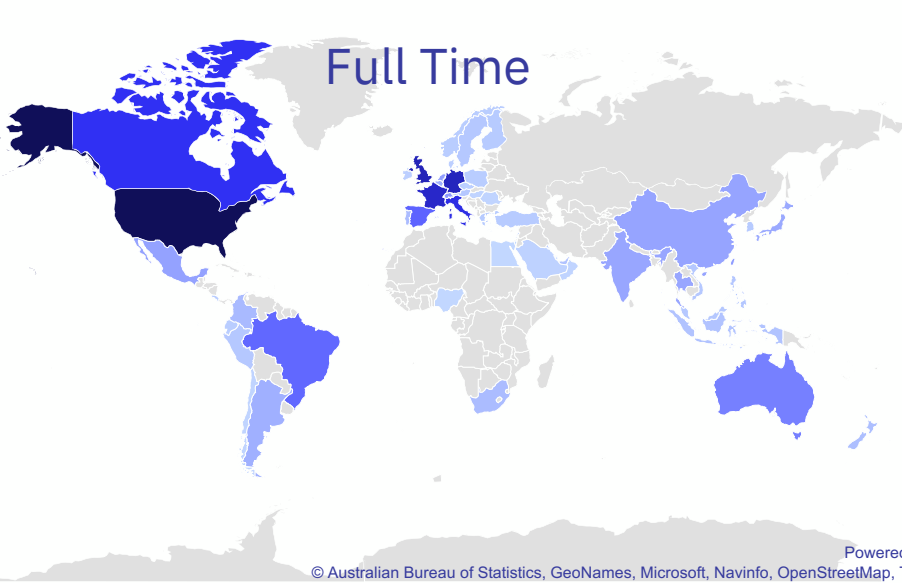 Full Time
Powered
© Australian Bureau of Statistics, GeoNames, Microsoft, Navinfo, OpenStreetMap,